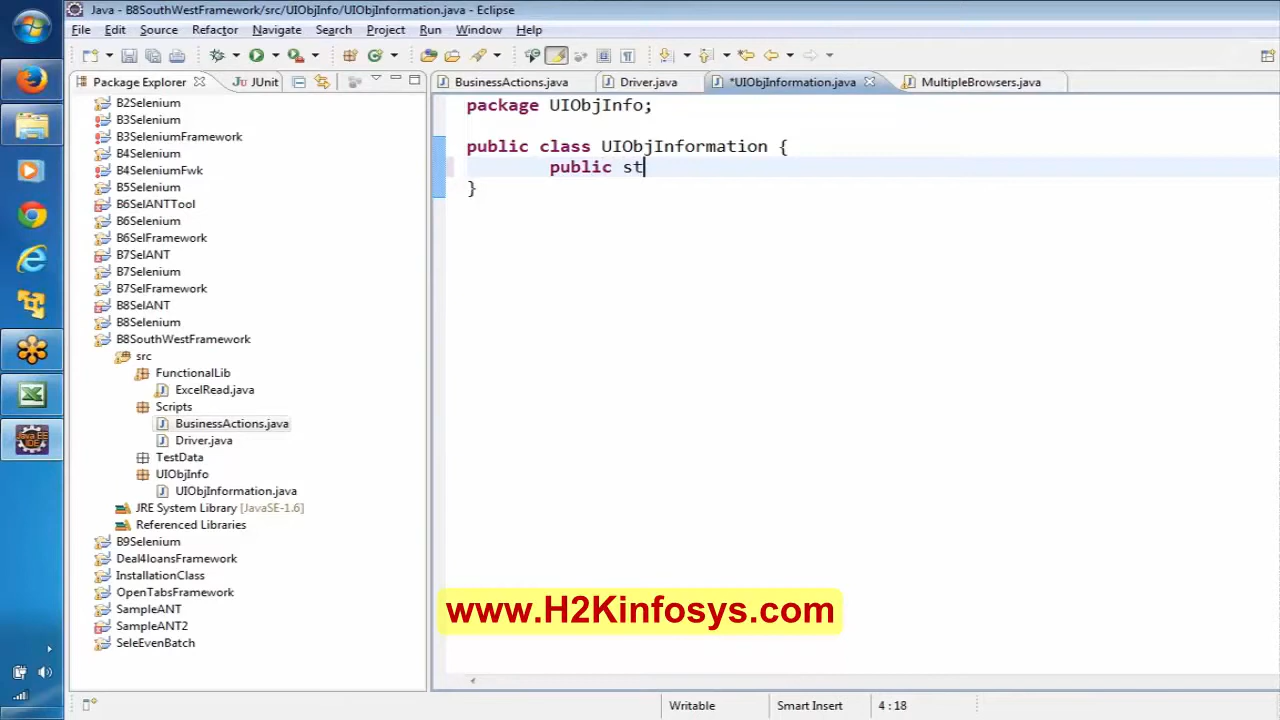 Java - B8SouthWestFramework/src/UIObjInfo/UIObjInformation.java - Eclipse
File Edit Source Refactor Navigate Search Project Run Window Help
Package Explorer JUnit
BusinessActions.java Driver.java *UIObjInformation.java MultipleBrowsers.java
B2Selenium
B3Selenium
B3SeleniumFramework
B4Selenium
B4SeleniumFwk
B5Selenium
B6SelANTTool
B6SelFramework
B6Selenium
B7SelANT
B7Selenium
B7SelFramework
B8SelANT
B8Selenium
B8SouthWestFramework
src
FunctionalLib
ExcelRead.java
Scripts
BusinessActions.java
Driver.java
TestData
UIObjInfo
UIObjInformation.java
JRE System Library [JavaSE-1.6]
Referenced Libraries
B9Selenium
Deal4loansFramework
InstallationClass
OpenTabsFramework
SampleANT
SampleANT2
SeleEvenBatch
package UIObjInfo;
public class UIObjInformation {
public st
}
www.H2Kinfosys.com
Writable Smart Insert 4 : 18
Java EE
IDE